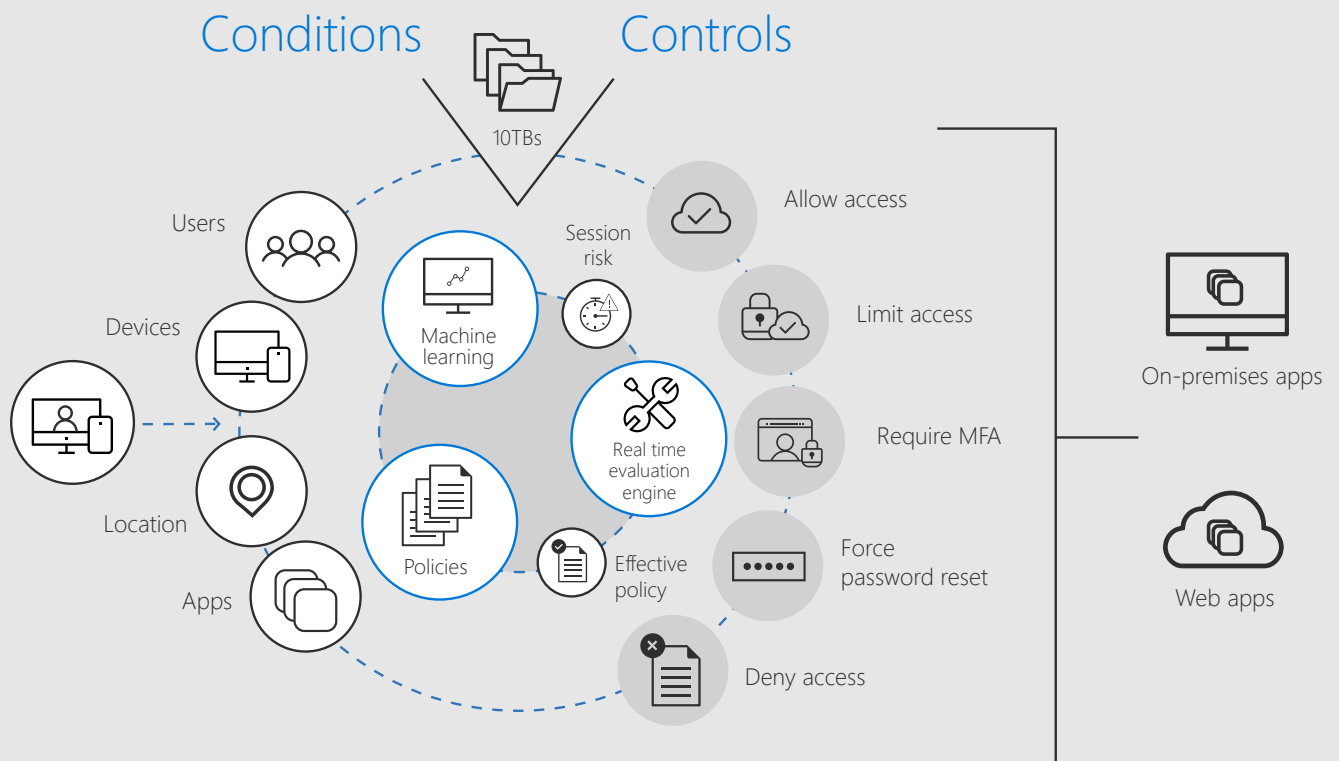 Conditions
Controls
10TBs
Users
Devices
Location
Apps
Machine
learning
Session
risk
Real time
evaluation
engine
Policies
Effective
policy
Allow access
Limit access
Require MFA
Force
password reset
Deny access
On-premises apps
Web apps